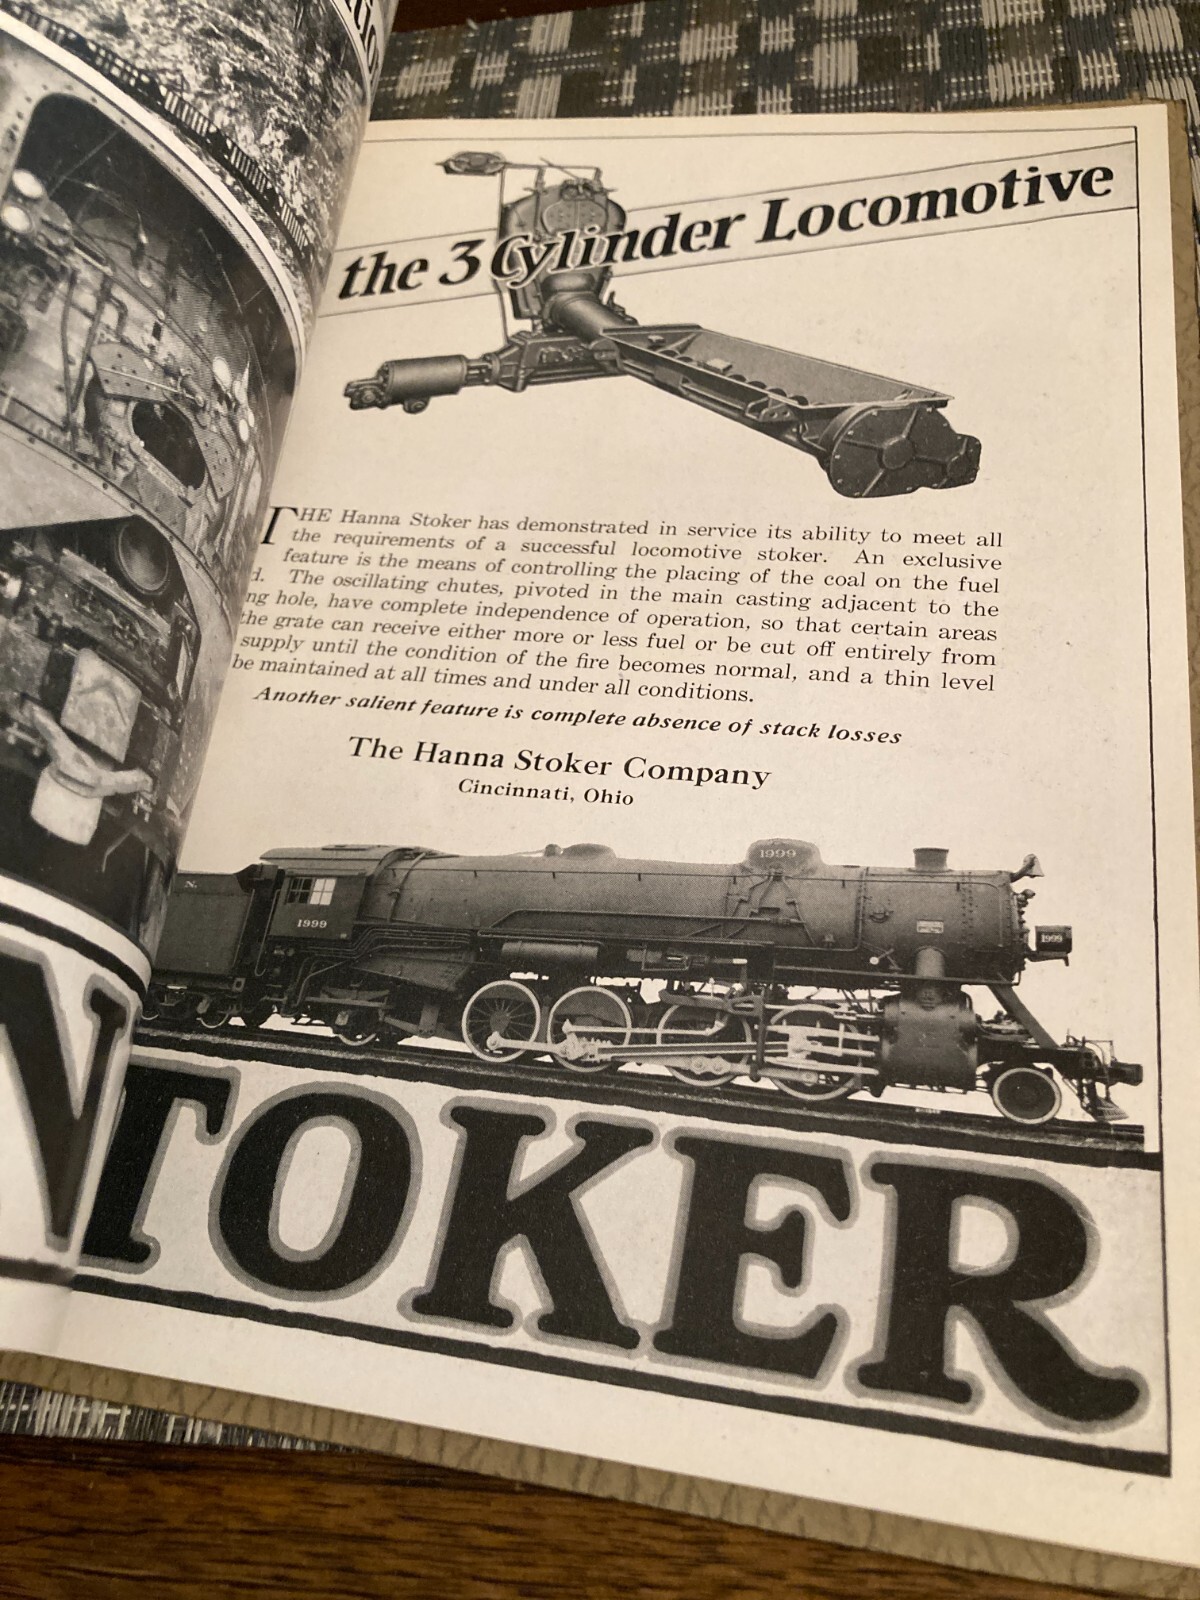 the 3 Cylinder Locomotive
THE Hanna Stoker has demonstrated in service its ability to meet all
the requirements of a successful locomotive stoker. An exclusive
feature is the means of controlling the placing of the coal on the fuel
d. The oscillating chutes, pivoted in the main casting adjacent to the
ng hole, have complete independence of operation, so that certain areas
the grate can receive either more or less fuel or be cut off entirely from
supply until the condition of the fire becomes normal, and a thin level
be maintained at all times and under all conditions.
Another salient feature is complete absence of stack losses
The Hanna Stoker Company
Cincinnati, Ohio
1999
1999
1999
N TOKER